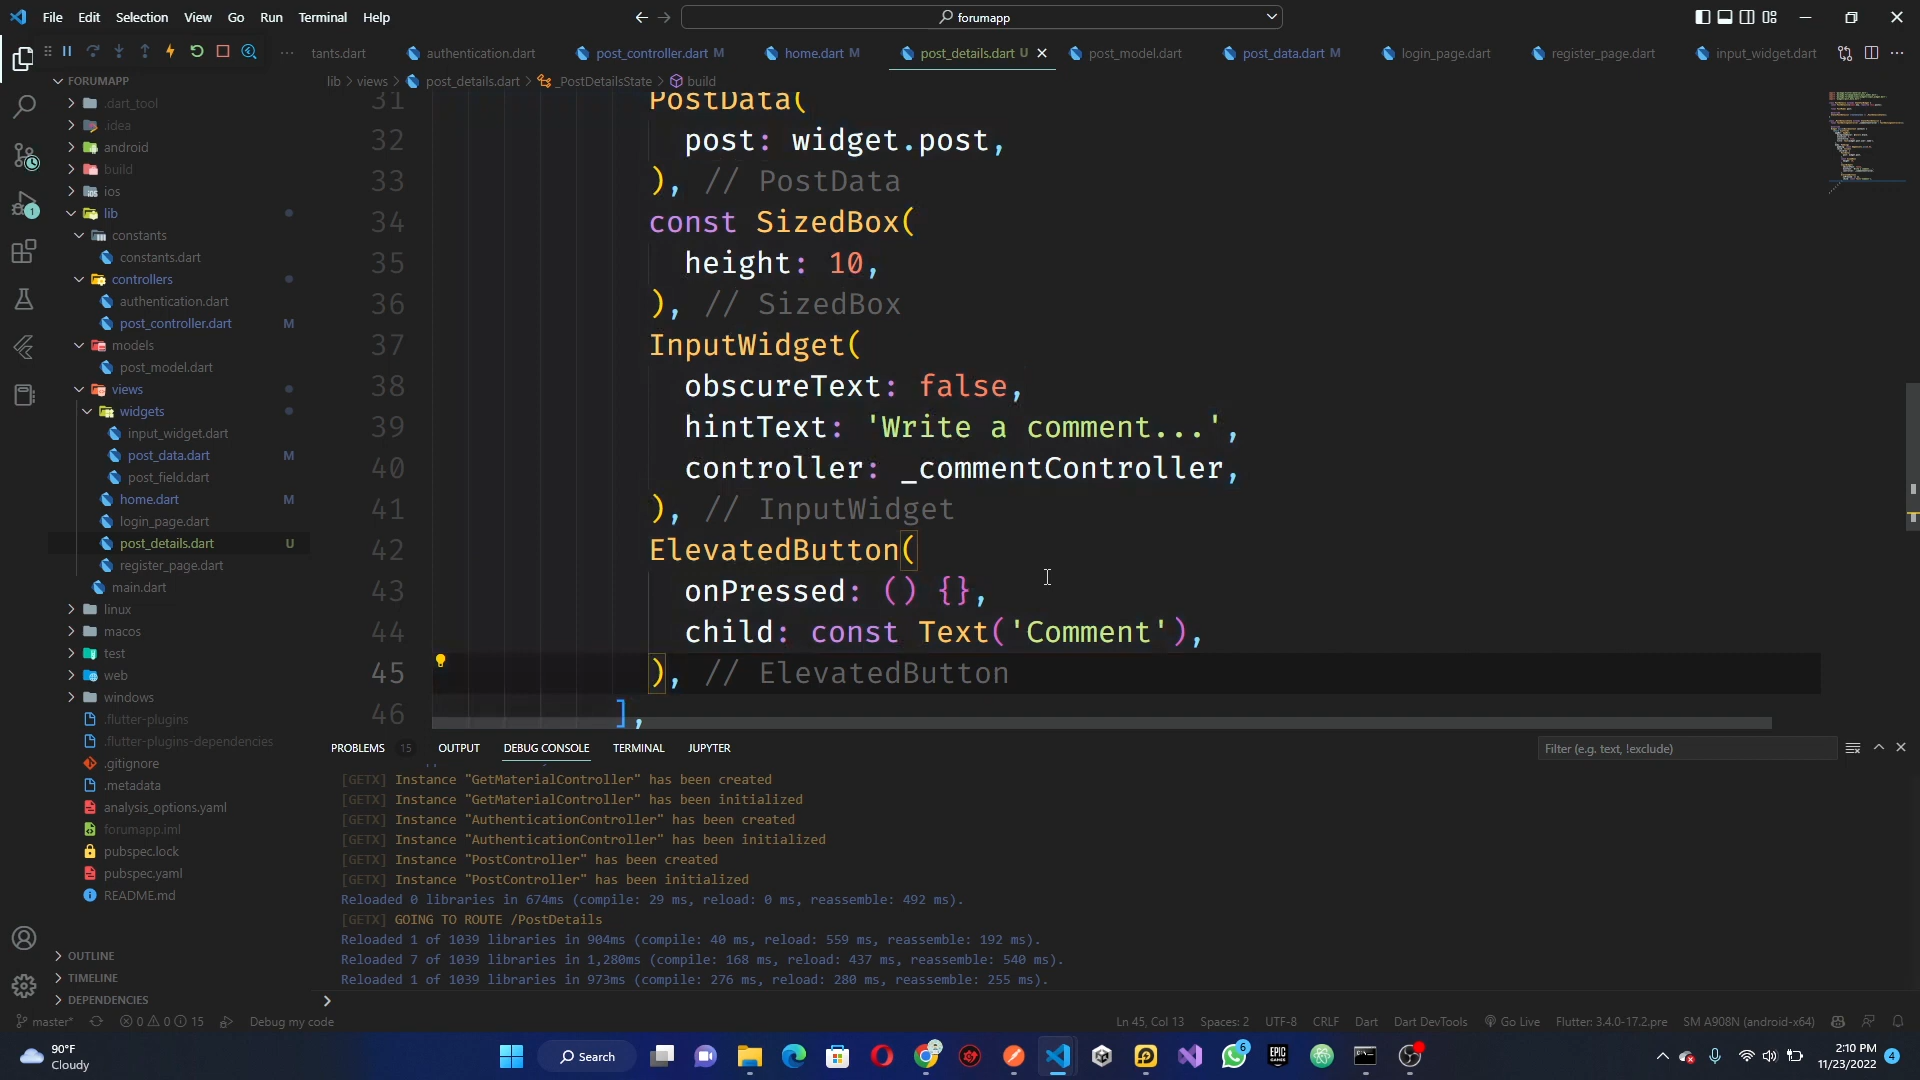 File Edit Selection View Go Run Terminal Help
forumapp
tants.dart authentication.dart post_controller.dart M home.dart M post_details.dart U post_model.dart post_data.dart M login_page.dart register_page.dart input_widget.dart
FORUMAPP
lib > views > post_details.dart > _PostDetailsState > build
.dart_tool
.idea
android
build
ios
lib
constants
constants.dart
controllers
authentication.dart
post_controller.dart M
models
post_model.dart
views
widgets
input_widget.dart
post_data.dart M
post_field.dart
home.dart M
login_page.dart
post_details.dart U
register_page.dart
main.dart
linux
macos
test
web
windows
.flutter-plugins
.flutter-plugins-dependencies
.gitignore
.metadata
analysis_options.yaml
forumapp.iml
pubspec.lock
pubspec.yaml
README.md
OUTLINE
TIMELINE
DEPENDENCIES
31 PostData(
32 post: widget.post,
33 ), // PostData
34 const SizedBox(
35 height: 10,
36 ), // SizedBox
37 InputWidget(
38 obscureText: false,
39 hintText: 'Write a comment...',
40 controller: _commentController,
41 ), // InputWidget
42 ElevatedButton(
43 onPressed: () {},
44 child: const Text('Comment'),
45 ), // ElevatedButton
46 ],
PROBLEMS 15 OUTPUT DEBUG CONSOLE TERMINAL JUPYTER
Filter (e.g. text, !exclude)
[GETX] Instance "GetMaterialController" has been created
[GETX] Instance "GetMaterialController" has been initialized
[GETX] Instance "AuthenticationController" has been created
[GETX] Instance "AuthenticationController" has been initialized
[GETX] Instance "PostController" has been created
[GETX] Instance "PostController" has been initialized
Reloaded 0 libraries in 674ms (compile: 29 ms, reload: 0 ms, reassemble: 492 ms).
[GETX] GOING TO ROUTE /PostDetails
Reloaded 1 of 1039 libraries in 904ms (compile: 40 ms, reload: 559 ms, reassemble: 192 ms).
Reloaded 7 of 1039 libraries in 1,280ms (compile: 168 ms, reload: 437 ms, reassemble: 540 ms).
Reloaded 1 of 1039 libraries in 973ms (compile: 276 ms, reload: 280 ms, reassemble: 255 ms).
master* 0 0 15 Debug my code Ln 45, Col 13 Spaces: 2 UTF-8 CRLF Dart Dart DevTools Go Live Flutter: 3.4.0-17.2.pre SM A908N (android-x64)
90°F
Cloudy
Search
6
EPIC GAMES
2:10 PM
11/23/2022
4